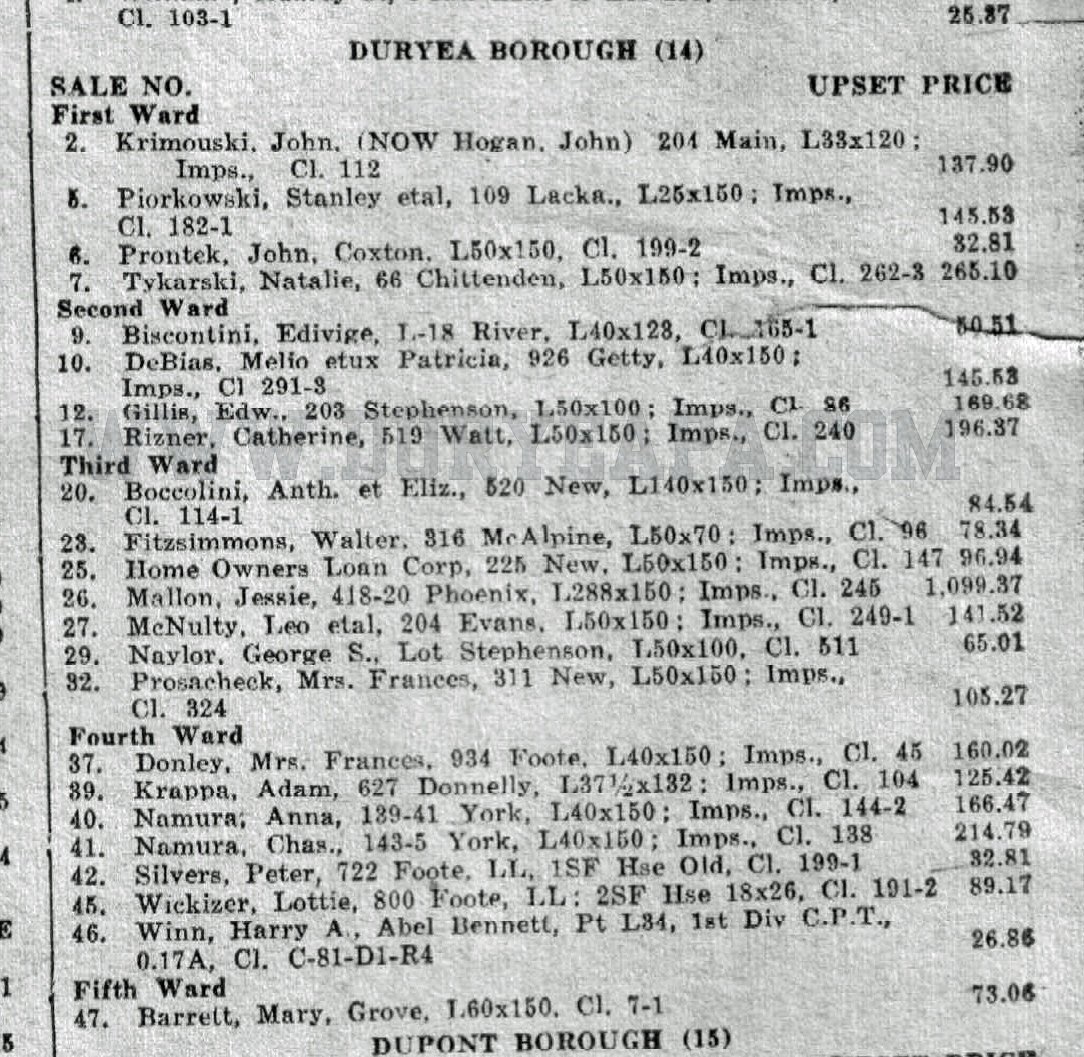 Cl. 103-1 25.87
DURYEA BOROUGH (14)
SALE NO. UPSET PRICE
First Ward
2. Krimouski, John, (NOW Hogan, John) 204 Main, L33x120;
Imps., Cl. 112 137.90
5. Piorkowski, Stanley etal, 109 Lacka., L25x150; Imps.,
Cl. 182-1 145.53
6. Prontek, John, Coxton, L50x150, Cl. 199-2 32.81
7. Tykarski, Natalie, 66 Chittenden, L50x150; Imps., Cl. 262-3 265.10
Second Ward
9. Biscontini, Edivige, L-18 River, L40x128, Cl. 165-1 50.51
10. DeBias, Melio etux Patricia, 926 Getty, L40x150;
Imps., Cl 291-3 145.53
12. Gillis, Edw., 203 Stephenson, L50x100; Imps., Cl. 86 169.68
17. Rizner, Catherine, 519 Watt, L50x150; Imps., Cl. 240 196.37
WWW.DURYEAPA.COM
Third Ward
20. Boccolini, Anth. et Eliz., 520 New, L140x150; Imps.,
Cl. 114-1 84.54
23. Fitzsimmons, Walter, 316 McAlpine, L50x70; Imps., Cl. 96 78.34
25. Home Owners Loan Corp, 225 New, L50x150; Imps., Cl. 147 96.94
26. Mallon, Jessie, 418-20 Phoenix, L288x150; Imps., Cl. 245 1,099.37
27. McNulty, Leo etal, 204 Evans, L50x150; Imps., Cl. 249-1 141.52
29. Naylor, George S., Lot Stephenson, L50x100, Cl. 511 65.01
32. Prosacheck, Mrs. Frances, 311 New, L50x150; Imps.,
Cl. 324 105.27
Fourth Ward
37. Donley, Mrs. Frances, 934 Foote, L40x150; Imps., Cl. 45 160.02
39. Krappa, Adam, 627 Donnelly, L37½x132; Imps., Cl. 104 125.42
40. Namura; Anna, 139-41 York, L40x150; Imps., Cl. 144-2 166.47
41. Namura, Chas., 143-5 York, L40x150; Imps., Cl. 138 214.79
42. Silvers, Peter, 722 Foote, LL, 1SF Hse Old, Cl. 199-1 32.81
45. Wickizer, Lottie, 800 Foote, LL; 2SF Hse 18x26, Cl. 191-2 89.17
46. Winn, Harry A., Abel Bennett, Pt L34, 1st Div C.P.T.,
0.17A, Cl. C-81-D1-R4 26.86
Fifth Ward
47. Barrett, Mary, Grove, L60x150, Cl. 7-1 73.06
DUPONT BOROUGH (15)